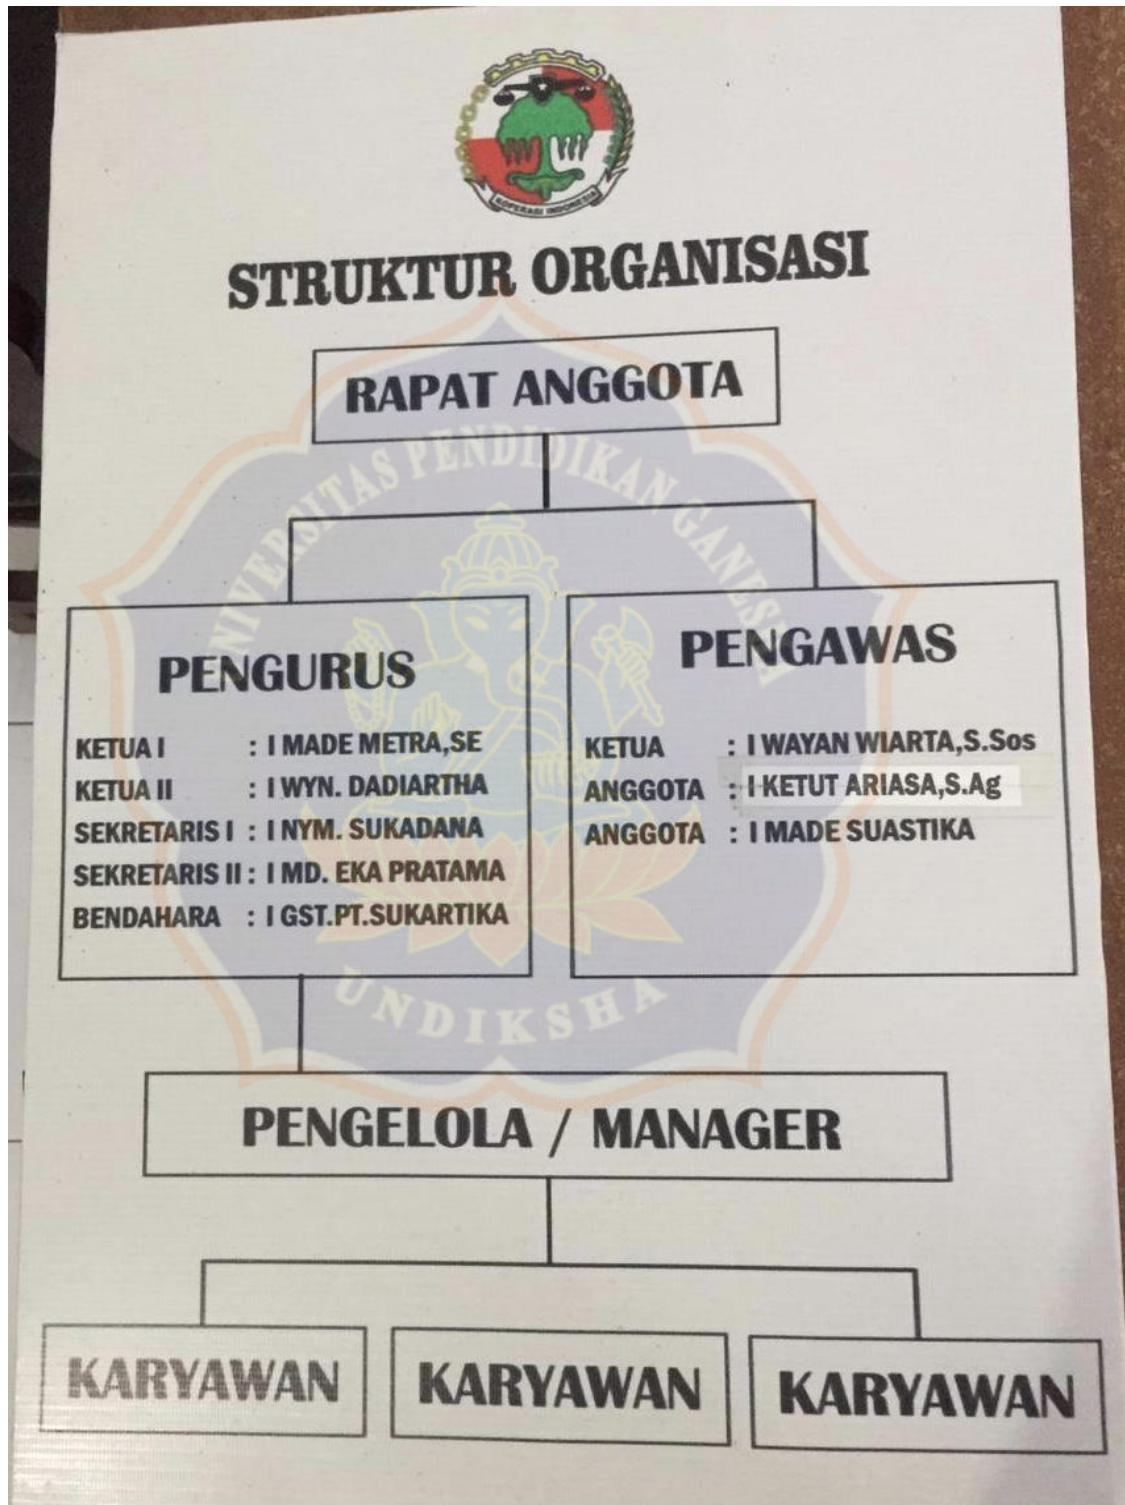 KOPERASI INDONESIA
STRUKTUR ORGANISASI
RAPAT ANGGOTA
UNIVERSITAS PENDIDIKAN GANESHA
PENGURUS
KETUA I : I MADE METRA,SE
KETUA II : I WYN. DADIARTHA
SEKRETARIS I : I NYM. SUKADANA
SEKRETARIS II : I MD. EKA PRATAMA
BENDAHARA : I GST.PT.SUKARTIKA
PENGAWAS
KETUA : I WAYAN WIARTA,S.Sos
ANGGOTA : I KETUT ARIASA,S.Ag
ANGGOTA : I MADE SUASTIKA
UNDIKSHA
PENGELOLA / MANAGER
KARYAWAN
KARYAWAN
KARYAWAN